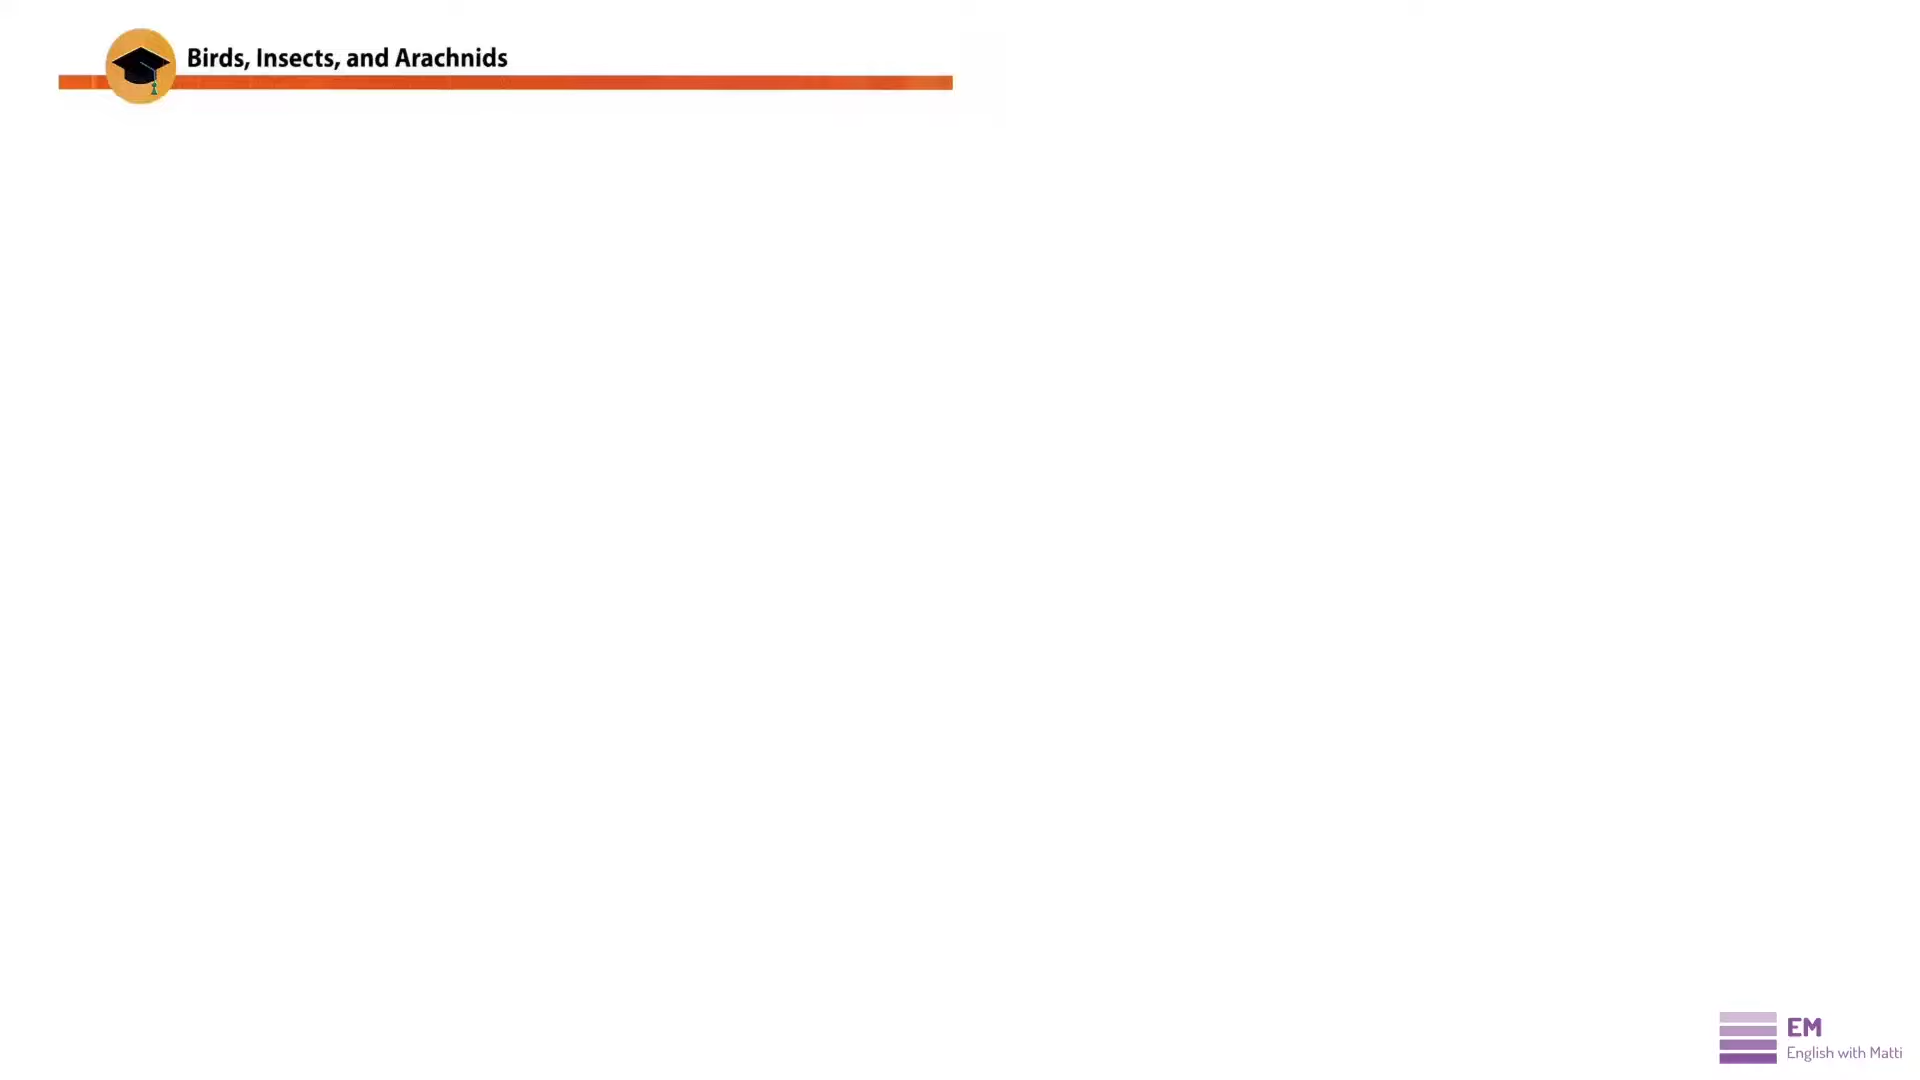 Birds, Insects, and Arachnids
EM
English with Matti